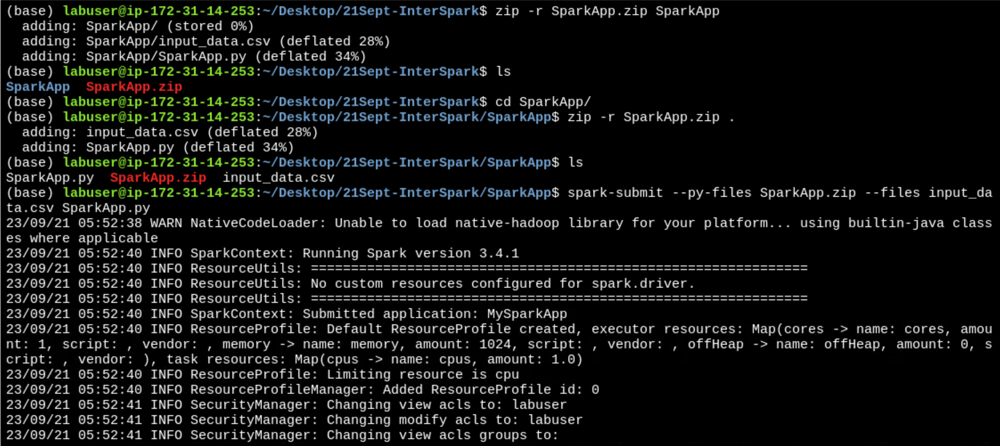 (base) labuser@ip-172-31-14-253:~/Desktop/21Sept-InterSpark$ zip -r SparkApp.zip SparkApp
  adding: SparkApp/ (stored 0%)
  adding: SparkApp/input_data.csv (deflated 28%)
  adding: SparkApp/SparkApp.py (deflated 34%)
(base) labuser@ip-172-31-14-253:~/Desktop/21Sept-InterSpark$ ls
SparkApp  SparkApp.zip
(base) labuser@ip-172-31-14-253:~/Desktop/21Sept-InterSpark$ cd SparkApp/
(base) labuser@ip-172-31-14-253:~/Desktop/21Sept-InterSpark/SparkApp$ zip -r SparkApp.zip .
  adding: input_data.csv (deflated 28%)
  adding: SparkApp.py (deflated 34%)
(base) labuser@ip-172-31-14-253:~/Desktop/21Sept-InterSpark/SparkApp$ ls
SparkApp.py  SparkApp.zip  input_data.csv
(base) labuser@ip-172-31-14-253:~/Desktop/21Sept-InterSpark/SparkApp$ spark-submit --py-files SparkApp.zip --files input_da
ta.csv SparkApp.py
23/09/21 05:52:38 WARN NativeCodeLoader: Unable to load native-hadoop library for your platform... using builtin-java class
es where applicable
23/09/21 05:52:40 INFO SparkContext: Running Spark version 3.4.1
23/09/21 05:52:40 INFO ResourceUtils: ==============================================================
23/09/21 05:52:40 INFO ResourceUtils: No custom resources configured for spark.driver.
23/09/21 05:52:40 INFO ResourceUtils: ==============================================================
23/09/21 05:52:40 INFO SparkContext: Submitted application: MySparkApp
23/09/21 05:52:40 INFO ResourceProfile: Default ResourceProfile created, executor resources: Map(cores -> name: cores, amou
nt: 1, script: , vendor: , memory -> name: memory, amount: 1024, script: , vendor: , offHeap -> name: offHeap, amount: 0, s
cript: , vendor: ), task resources: Map(cpus -> name: cpus, amount: 1.0)
23/09/21 05:52:40 INFO ResourceProfile: Limiting resource is cpu
23/09/21 05:52:40 INFO ResourceProfileManager: Added ResourceProfile id: 0
23/09/21 05:52:41 INFO SecurityManager: Changing view acls to: labuser
23/09/21 05:52:41 INFO SecurityManager: Changing modify acls to: labuser
23/09/21 05:52:41 INFO SecurityManager: Changing view acls groups to: